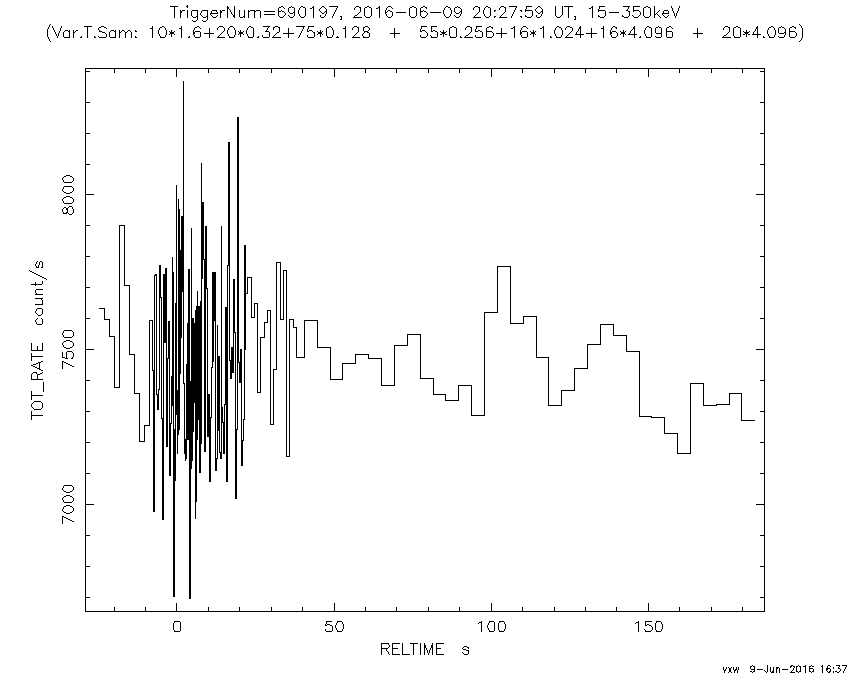 TriggerNum=690197, 2016-06-09 20:27:59 UT, 15-350keV
(Var.T.Sam: 10*1.6+20*0.32+75*0.128 + 55*0.256+16*1.024+16*4.096 + 20*4.096)
TOT_RATE count/s
8000
7500
7000
0 50 100 150
RELTIME s
vxw 9-Jun-2016 16:37